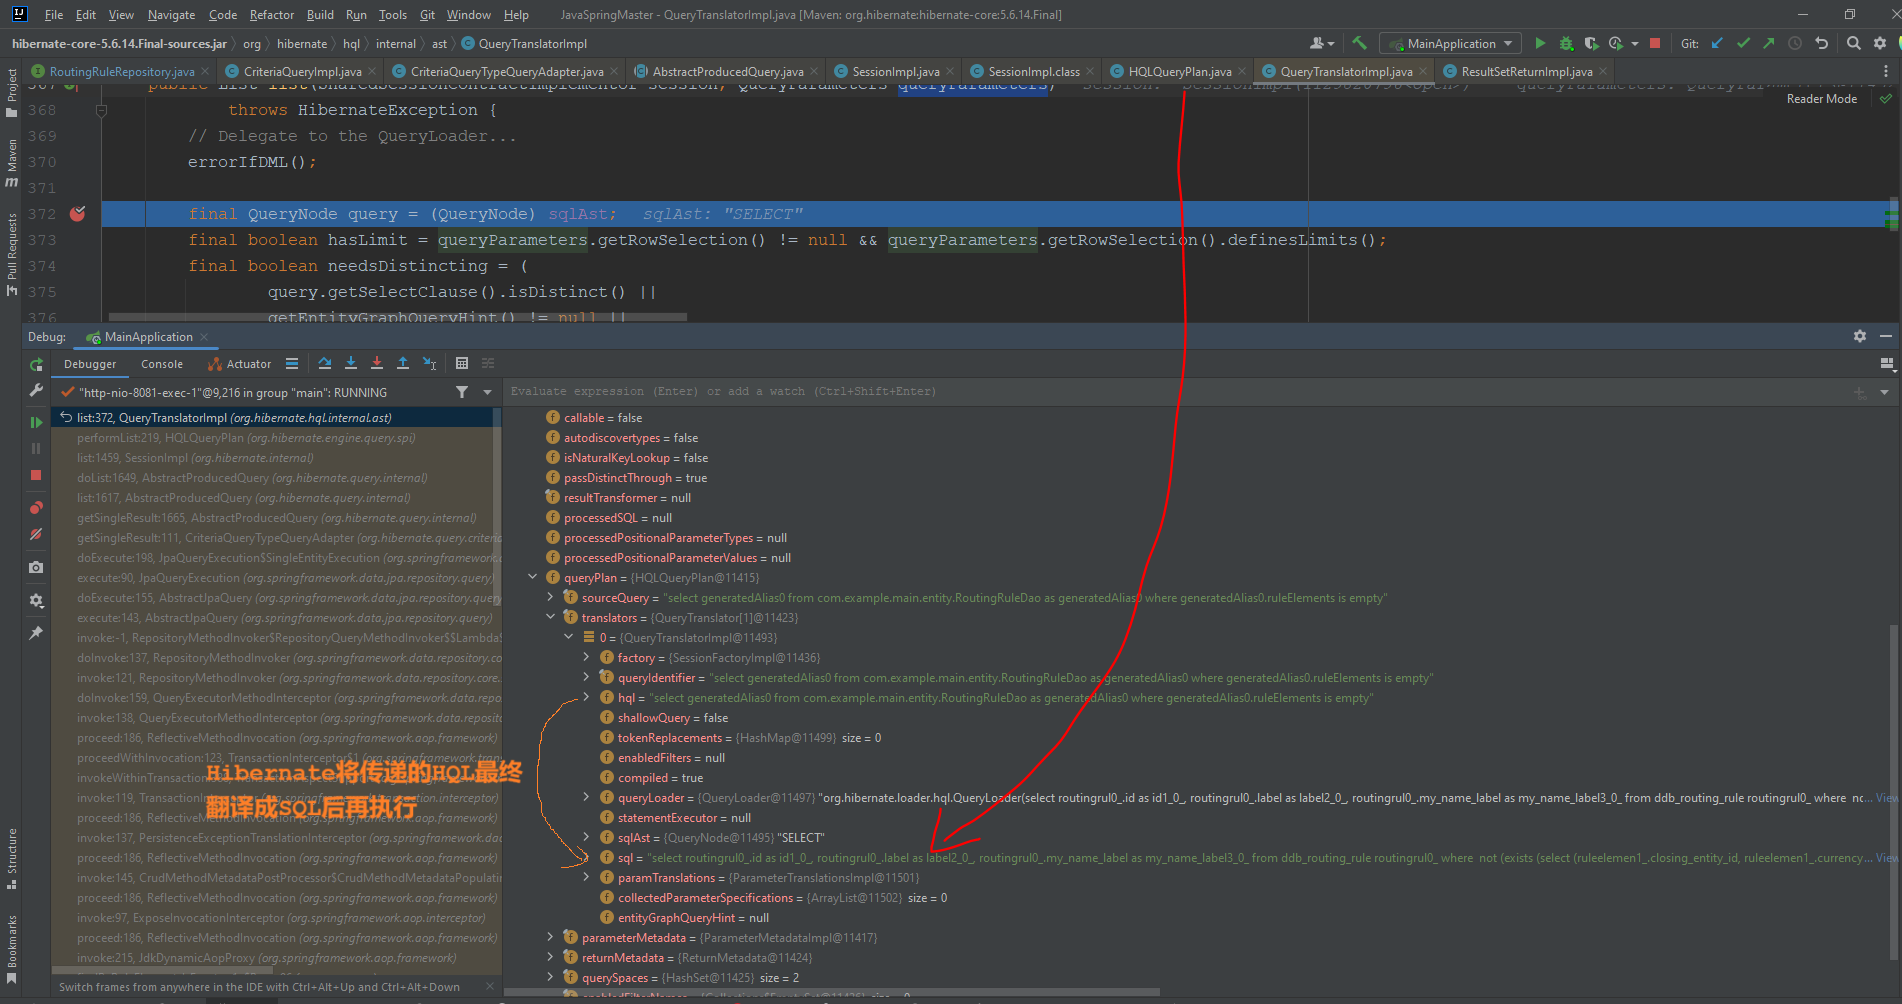 File Edit View Navigate Code Refactor Build Run Tools Git Window Help JavaSpringMaster - QueryTranslatorImpl.java [Maven: org.hibernate:hibernate-core:5.6.14.Final]
hibernate-core-5.6.14.Final-sources.jar org hibernate hql internal ast QueryTranslatorImpl MainApplication Git:
RoutingRuleRepository.java CriteriaQueryImpl.java CriteriaQueryTypeQueryAdapter.java AbstractProducedQuery.java SessionImpl.java SessionImpl.class HQLQueryPlan.java QueryTranslatorImpl.java ResultSetReturnImpl.java
Reader Mode
368 throws HibernateException {
369 // Delegate to the QueryLoader...
370 errorIfDML();
371
372 final QueryNode query = (QueryNode) sqlAst; sqlAst: "SELECT"
373 final boolean hasLimit = queryParameters.getRowSelection() != null && queryParameters.getRowSelection().definesLimits();
374 final boolean needsDistincting = (
375 query.getSelectClause().isDistinct() ||
376 getEntityGraphQueryHint() != null ||
Project
Maven
Pull Requests
Structure
Bookmarks
Debug: MainApplication
Debugger Console Actuator
"http-nio-8081-exec-1"@9,216 in group "main": RUNNING
list:372, QueryTranslatorImpl (org.hibernate.hql.internal.ast)
performList:219, HQLQueryPlan (org.hibernate.engine.query.spi)
list:1459, SessionImpl (org.hibernate.internal)
doList:1649, AbstractProducedQuery (org.hibernate.query.internal)
list:1617, AbstractProducedQuery (org.hibernate.query.internal)
getSingleResult:1665, AbstractProducedQuery (org.hibernate.query.internal)
getSingleResult:111, CriteriaQueryTypeQueryAdapter (org.hibernate.query.criteri
doExecute:198, JpaQueryExecution$SingleEntityExecution (org.springframework.
execute:90, JpaQueryExecution (org.springframework.data.jpa.repository.query)
doExecute:155, AbstractJpaQuery (org.springframework.data.jpa.repository.query
execute:143, AbstractJpaQuery (org.springframework.data.jpa.repository.query)
invoke:-1, RepositoryMethodInvoker$RepositoryQueryMethodInvoker$$Lambda$
doInvoke:137, RepositoryMethodInvoker (org.springframework.data.repository.co
invoke:121, RepositoryMethodInvoker (org.springframework.data.repository.core.
doInvoke:159, QueryExecutorMethodInterceptor (org.springframework.data.repo
invoke:138, QueryExecutorMethodInterceptor (org.springframework.data.reposit
proceed:186, ReflectiveMethodInvocation (org.springframework.aop.framework)
proceedWithInvocation:123, TransactionInterceptor$1 (org.springframework.tran
invokeWithinTransaction
invoke:119, TransactionInterceptor
proceed:186, ReflectiveMethodInvocation (org.springframework.aop.framework)
invoke:137, PersistenceExceptionTranslationInterceptor (org.springframework.da
proceed:186, ReflectiveMethodInvocation (org.springframework.aop.framework)
invoke:145, CrudMethodMetadataPostProcessor$CrudMethodMetadataPopulatin
proceed:186, ReflectiveMethodInvocation (org.springframework.aop.framework)
invoke:97, ExposeInvocationInterceptor (org.springframework.aop.interceptor)
proceed:186, ReflectiveMethodInvocation (org.springframework.aop.framework)
invoke:215, JdkDynamicAopProxy (org.springframework.aop.framework)
Hibernate将传递的HQL最终
翻译成SQL后再执行
Switch frames from anywhere in the IDE with Ctrl+Alt+Up and Ctrl+Alt+Down
Evaluate expression (Enter) or add a watch (Ctrl+Shift+Enter)
callable = false
autodiscovertypes = false
isNaturalKeyLookup = false
passDistinctThrough = true
resultTransformer = null
processedSQL = null
processedPositionalParameterTypes = null
processedPositionalParameterValues = null
queryPlan = {HQLQueryPlan@11415}
sourceQuery = "select generatedAlias0 from com.example.main.entity.RoutingRuleDao as generatedAlias0 where generatedAlias0.ruleElements is empty"
translators = {QueryTranslator[1]@11423}
0 = {QueryTranslatorImpl@11493}
factory = {SessionFactoryImpl@11436}
queryIdentifier = "select generatedAlias0 from com.example.main.entity.RoutingRuleDao as generatedAlias0 where generatedAlias0.ruleElements is empty"
hql = "select generatedAlias0 from com.example.main.entity.RoutingRuleDao as generatedAlias0 where generatedAlias0.ruleElements is empty"
shallowQuery = false
tokenReplacements = {HashMap@11499} size = 0
enabledFilters = null
compiled = true
queryLoader = {QueryLoader@11497} "org.hibernate.loader.hql.QueryLoader(select routingrul0_.id as id1_0_, routingrul0_.label as label2_0_, routingrul0_.my_name_label as my_name_label3_0_ from ddb_routing_rule routingrul0_ where nc... View
statementExecutor = null
sqlAst = {QueryNode@11495} "SELECT"
sql = "select routingrul0_.id as id1_0_, routingrul0_.label as label2_0_, routingrul0_.my_name_label as my_name_label3_0_ from ddb_routing_rule routingrul0_ where not (exists (select (ruleelemen1_.closing_entity_id, ruleelemen1_.currency... View
paramTranslations = {ParameterTranslationsImpl@11501}
collectedParameterSpecifications = {ArrayList@11502} size = 0
entityGraphQueryHint = null
parameterMetadata = {ParameterMetadataImpl@11417}
returnMetadata = {ReturnMetadata@11424}
querySpaces = {HashSet@11425} size = 2